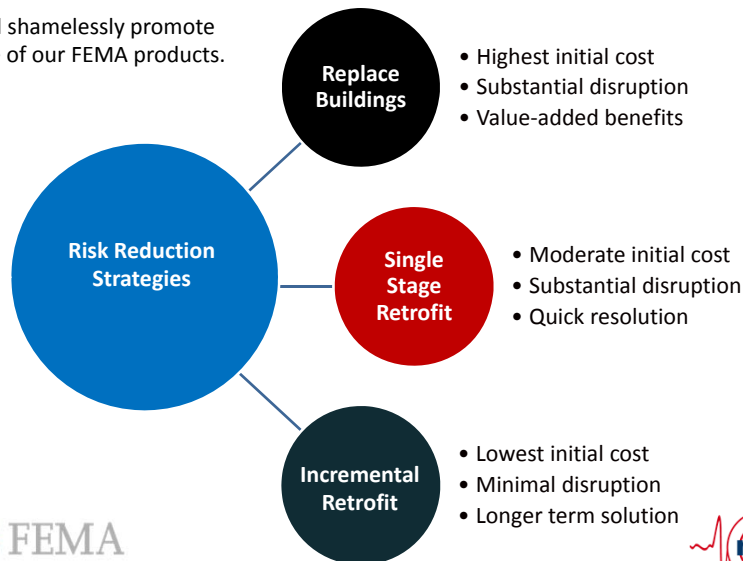 shamelessly promote
of our FEMA products.
Replace
Buildings
• Highest initial cost
• Substantial disruption
• Value-added benefits
Risk Reduction
Strategies
Single
Stage
Retrofit
• Moderate initial cost
• Substantial disruption
• Quick resolution
Incremental
Retrofit
• Lowest initial cost
• Minimal disruption
• Longer term solution
FEMA